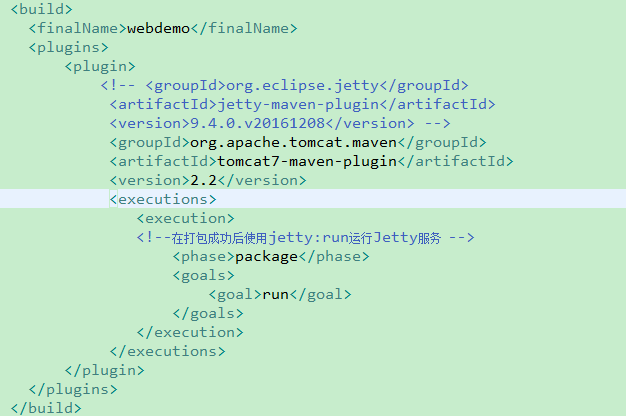 <build>
<finalName>webdemo</finalName>
<plugins>
<plugin>
<!-- <groupId>org.eclipse.jetty</groupId>
<artifactId>jetty-maven-plugin</artifactId>
<version>9.4.0.v20161208</version> -->
<groupId>org.apache.tomcat.maven</groupId>
<artifactId>tomcat7-maven-plugin</artifactId>
<version>2.2</version>
<executions>
<execution>
<!--在打包成功后使用jetty:run运行Jetty服务 -->
<phase>package</phase>
<goals>
<goal>run</goal>
</goals>
</execution>
</executions>
</plugin>
</plugins>
</build>